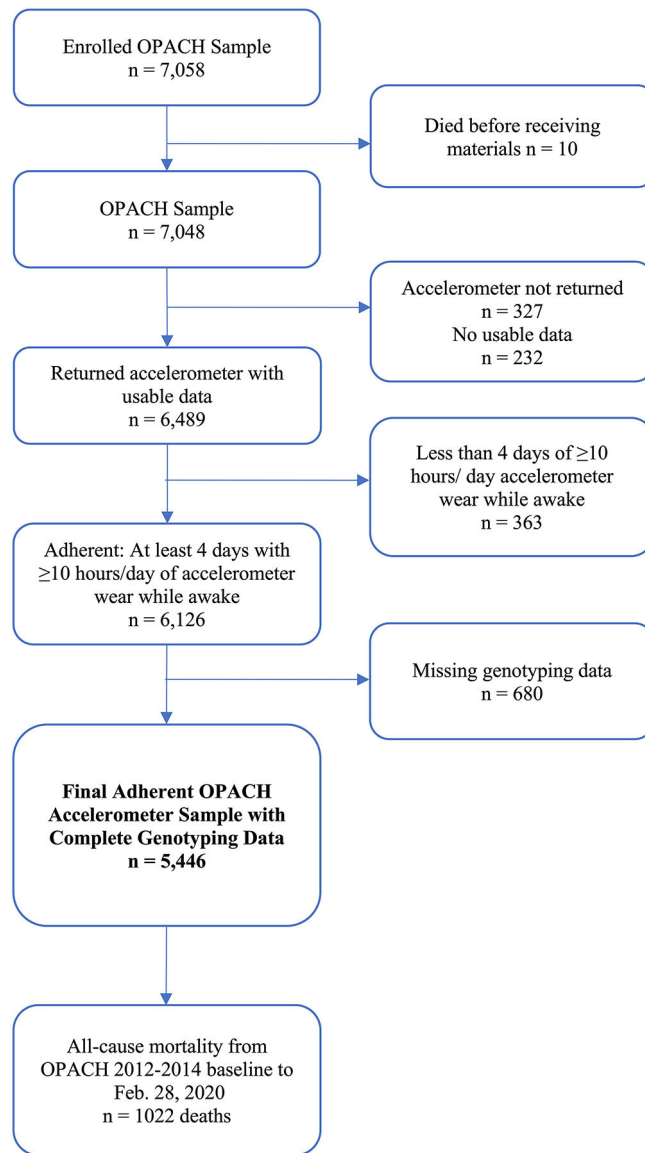 Enrolled OPACH Sample
n = 7,058
Died before receiving
materials n = 10
OPACH Sample
n = 7,048
Accelerometer not returned
n = 327
No usable data
n = 232
Returned accelerometer with
usable data
n = 6,489
Less than 4 days of ≥10
hours/ day accelerometer
wear while awake
n = 363
Adherent: At least 4 days with
≥10 hours/day of accelerometer
wear while awake
n = 6,126
Missing genotyping data
n = 680
Final Adherent OPACH
Accelerometer Sample with
Complete Genotyping Data
n = 5,446
All-cause mortality from
OPACH 2012-2014 baseline to
Feb. 28, 2020
n = 1022 deaths